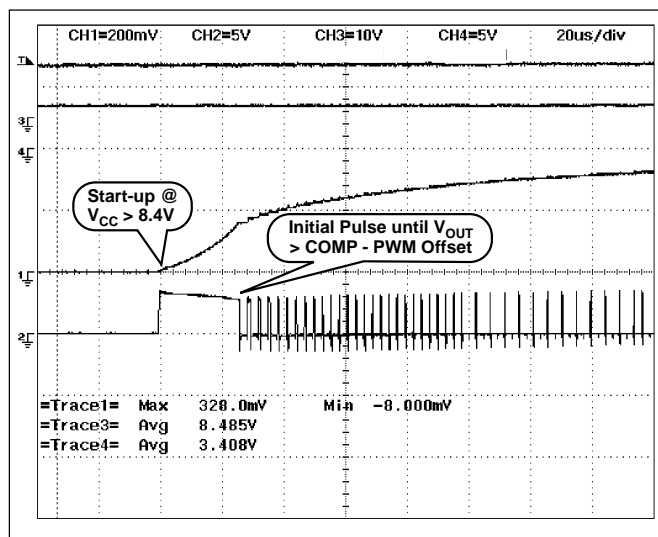 CH1=200mV CH2=5V CH3=10V CH4=5V 20us/div
T
3
4
Start-up @
VCC > 8.4V
Initial Pulse until VOUT
> COMP - PWM Offset
1
2
=Trace1= Max 328.0mV Min -8.000mV
=Trace3= Avg 8.485V
=Trace4= Avg 3.408V